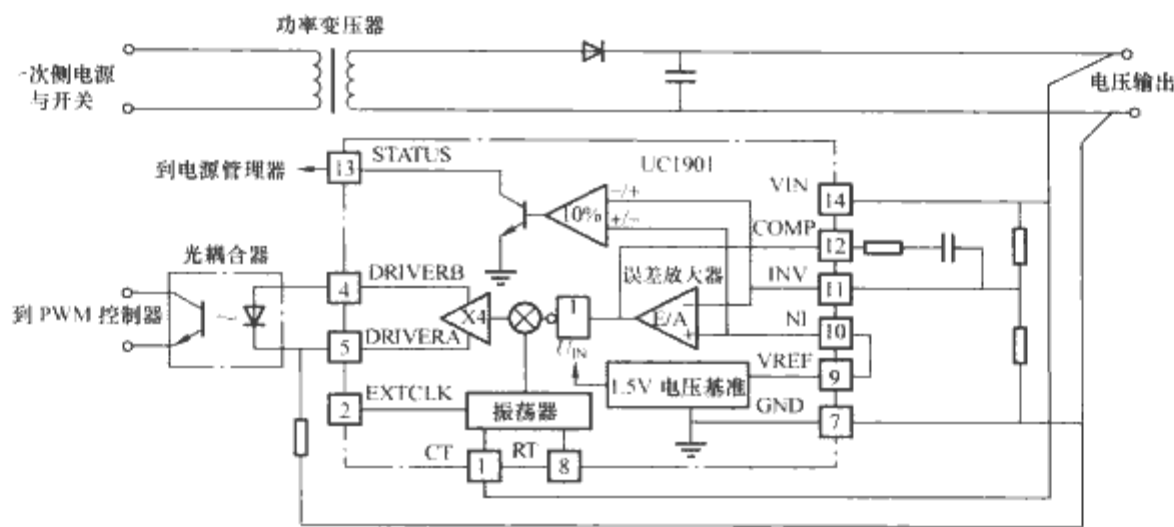 功率变压器
一次侧电源
与开关
电压输出
STATUS
UC1901
到电源管理器
13
VIN
14
10%
-/+
+/-
COMP
12
光耦合器
DRIVERB
误差放大器
INV
11
4
到 PWM 控制器
X4
1
E/A
-
+
NI
10
DRIVERA
5
U_IN
VREF
9
1.5V 电压基准
EXTCLK
2
振荡器
GND
7
CT
1
RT
8